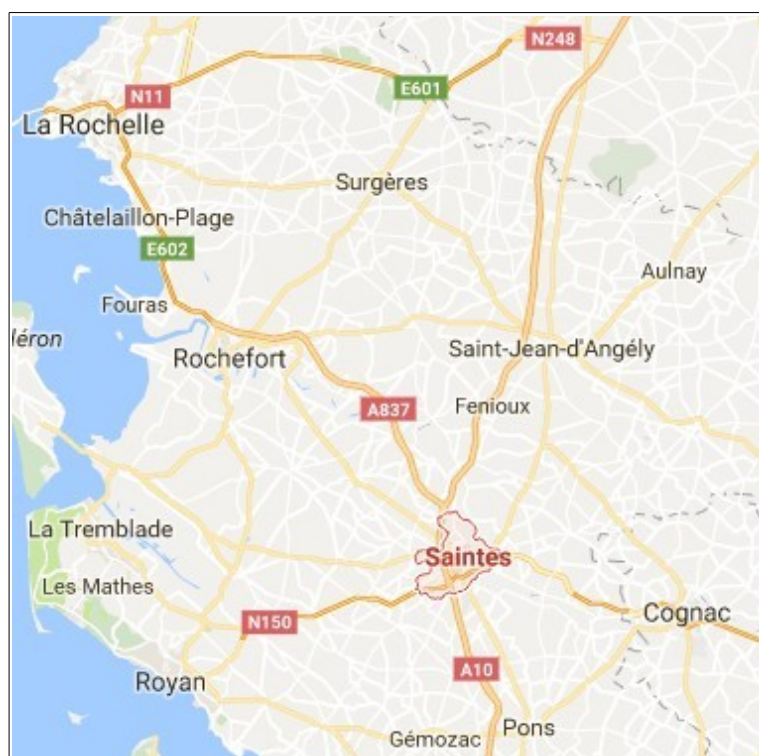 N248
E601
N11
La Rochelle
Surgères
Châtelaillon-Plage
E602
Aulnay
Fouras
léron
Rochefort
Saint-Jean-d'Angély
A837
Fenioux
La Tremblade
Saintes
Les Mathes
N150
Cognac
Royan
A10
Pons
Gémozac